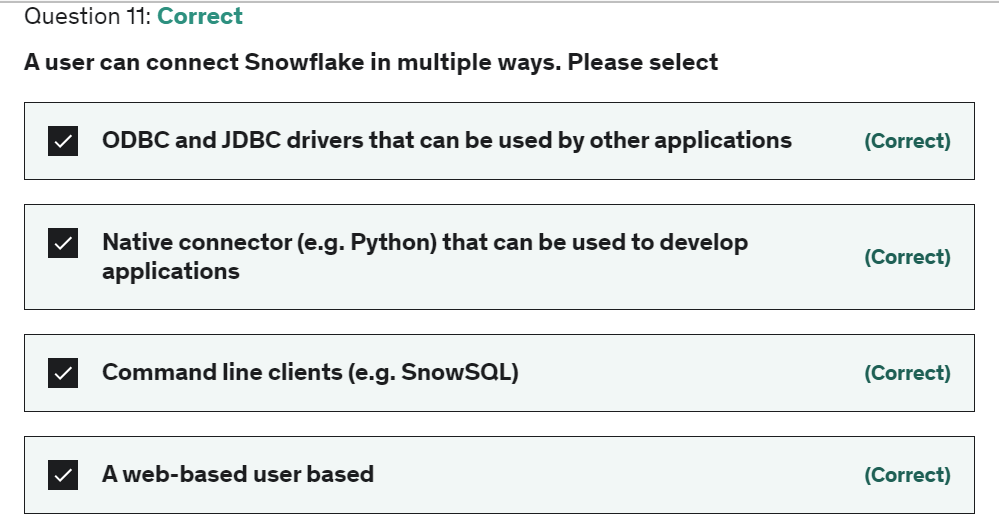 Question 11: Correct
A user can connect Snowflake in multiple ways. Please select
ODBC and JDBC drivers that can be used by other applications (Correct)
Native connector (e.g. Python) that can be used to develop
applications
(Correct)
Command line clients (e.g. SnowSQL) (Correct)
A web-based user based (Correct)